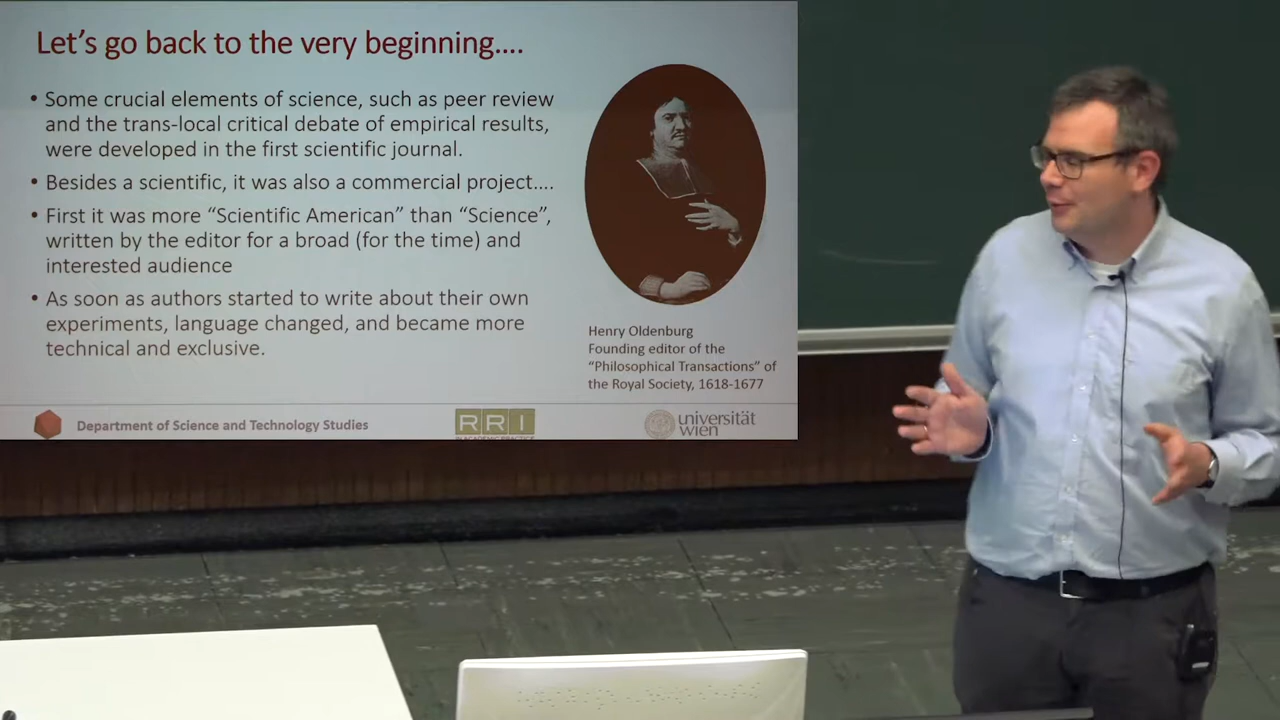 Let's go back to the very beginning....
• Some crucial elements of science, such as peer review
and the trans-local critical debate of empirical results,
were developed in the first scientific journal.
• Besides a scientific, it was also a commercial project....
• First it was more “Scientific American” than “Science”,
written by the editor for a broad (for the time) and
interested audience
• As soon as authors started to write about their own
experiments, language changed, and became more
technical and exclusive.
Henry Oldenburg
Founding editor of the
“Philosophical Transactions” of
the Royal Society, 1618-1677
Department of Science and Technology Studies
RRI
IN ACADEMIC PRACTICE
universität
wien